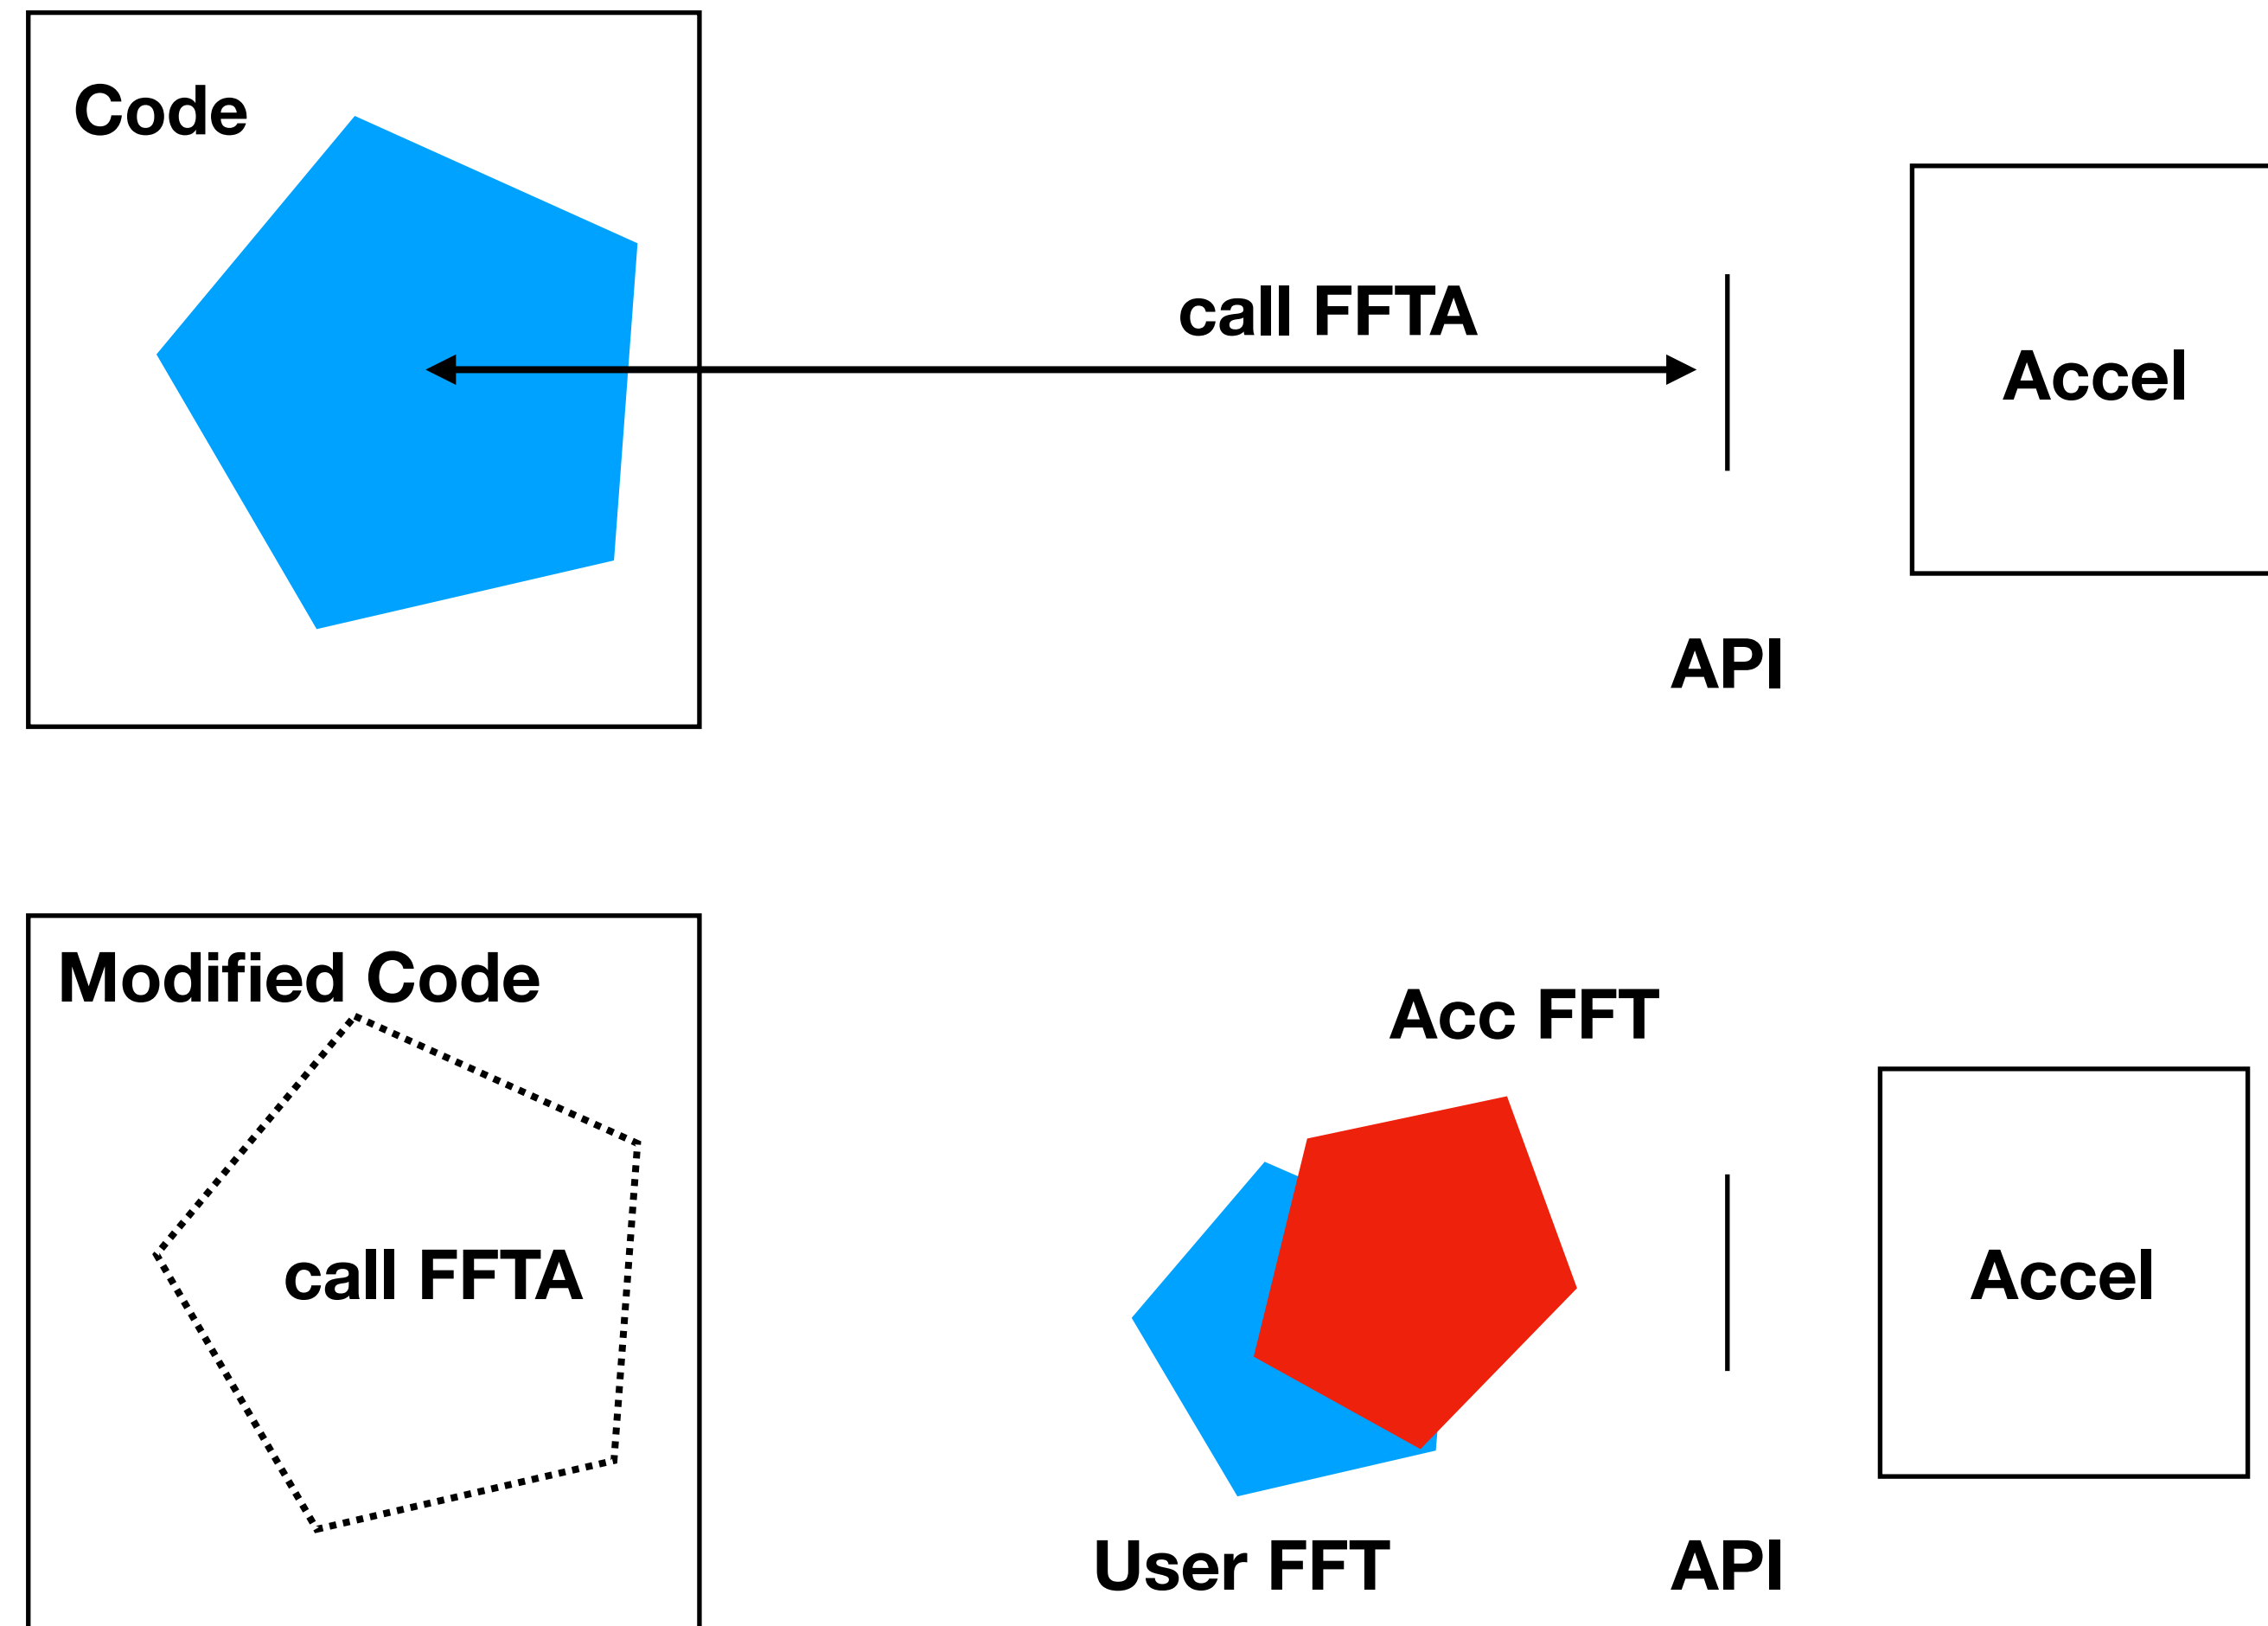 Code
call FFTA
Accel
API
Modified Code
Acc FFT
call FFTA
Accel
User FFT
API